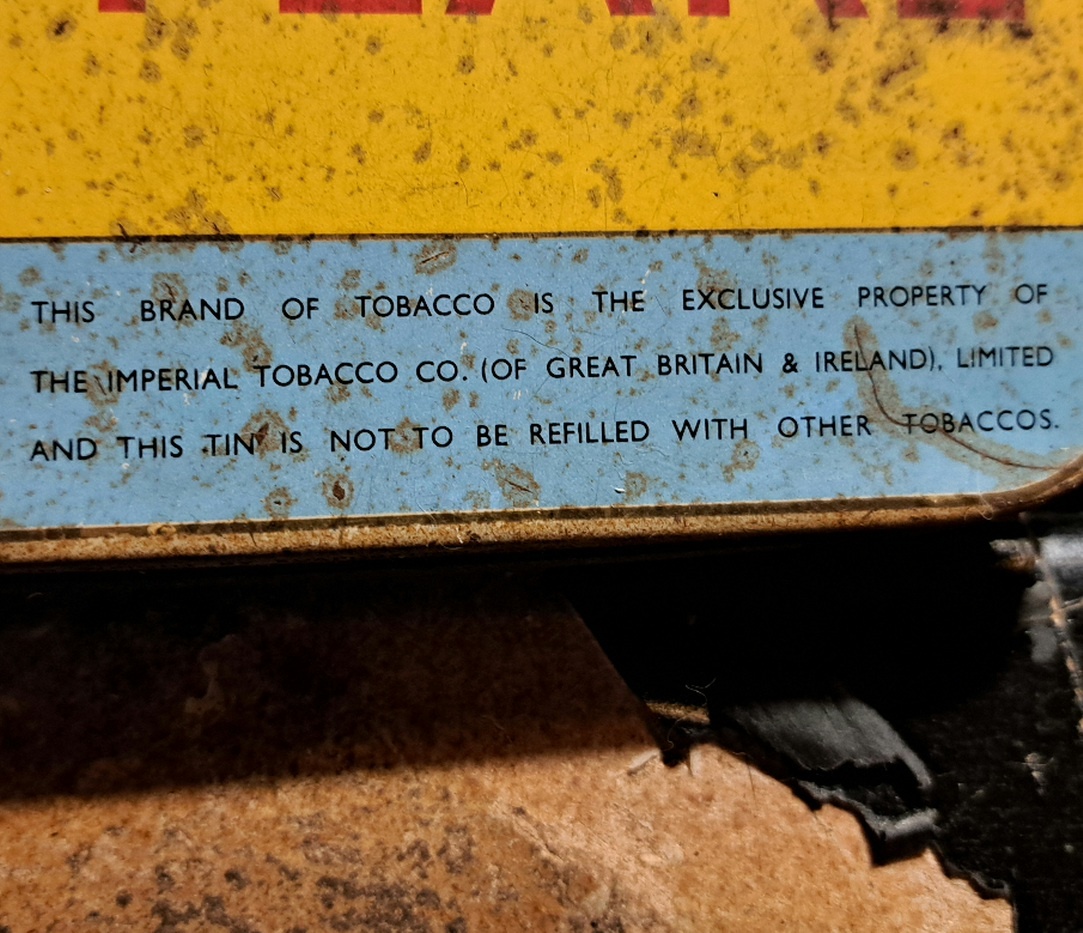 THIS BRAND OF TOBACCO IS THE EXCLUSIVE PROPERTY OF
THE IMPERIAL TOBACCO CO. (OF GREAT BRITAIN & IRELAND), LIMITED
AND THIS TIN IS NOT TO BE REFILLED WITH OTHER TOBACCOS.